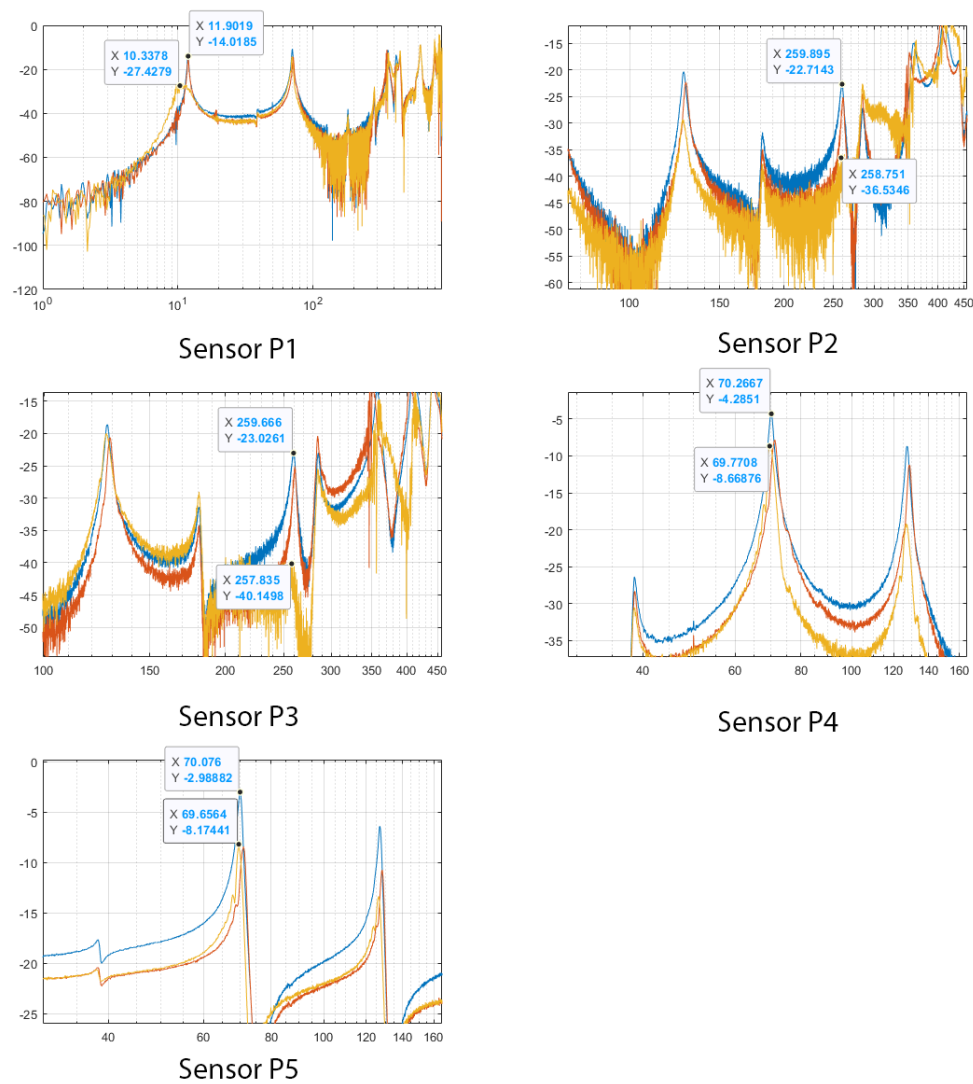 0
-20
-40
-60
-80
-100
-120
10⁰ 10¹ 10² 
X 10.3378
Y -27.4279
X 11.9019
Y -14.0185
Sensor P1
-15
-20
-25
-30
-35
-40
-45
-50
-55
-60
100 150 200 250 300 350 400 450
X 259.895
Y -22.7143
X 258.751
Y -36.5346
Sensor P2
-15
-20
-25
-30
-35
-40
-45
-50
100 150 200 250 300 350 400 450
X 259.666
Y -23.0261
X 257.835
Y -40.1498
Sensor P3
-5
-10
-15
-20
-25
-30
-35
40 60 80 100 120 140 160
X 70.2667
Y -4.2851
X 69.7708
Y -8.66876
Sensor P4
0
-5
-10
-15
-20
-25
40 60 80 100 120 140 160
X 70.076
Y -2.98882
X 69.6564
Y -8.17441
Sensor P5